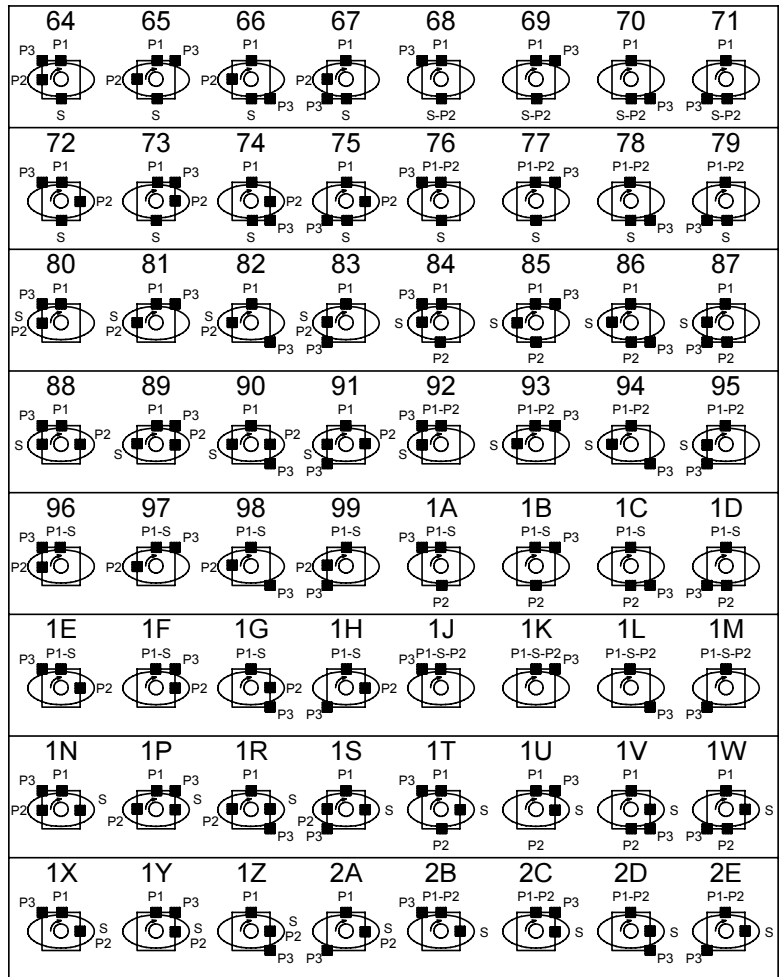 64 65 66 67 68 69 70 71
P3 P1 P1 P3 P1 P1 P3 P1 P1 P3 P1 P1
P2 P2 P2 P2
P3 P3 P3 P3
S S S S S-P2 S-P2 S-P2 S-P2
72 73 74 75 76 77 78 79
P3 P1 P1 P3 P1 P1 P3 P1-P2 P1-P2 P3 P1-P2 P1-P2
P2 P2 P2 P2
P3 P3 P3 P3
S S S S S S S S
80 81 82 83 84 85 86 87
P3 P1 P1 P3 P1 P1 P3 P1 P1 P3 P1 P1
S S S S S S S S
P2 P2 P2 P2
P3 P3 P3 P3
P2 P2 P2 P2
88 89 90 91 92 93 94 95
P3 P1 P1 P3 P1 P1 P3 P1-P2 P1-P2 P3 P1-P2 P1-P2
P2 P2 P2 P2
S S S S S S S S
P3 P3 P3 P3
96 97 98 99 1A 1B 1C 1D
P3 P1-S P1-S P3 P1-S P1-S P3 P1-S P1-S P3 P1-S P1-S
P2 P2 P2 P2
P3 P3 P3 P3
P2 P2 P2 P2
1E 1F 1G 1H 1J 1K 1L 1M
P3 P1-S P1-S P3 P1-S P1-S P3 P1-S-P2 P1-S-P2 P3 P1-S-P2 P1-S-P2
P2 P2 P2 P2
P3 P3 P3 P3
1N 1P 1R 1S 1T 1U 1V 1W
P3 P1 P1 P3 P1 P1 P3 P1 P1 P3 P1 P1
S S S S S S S S
P2 P2 P2 P2
P3 P3 P3 P3
P2 P2 P2 P2
1X 1Y 1Z 2A 2B 2C 2D 2E
P3 P1 P1 P3 P1 P1 P3 P1-P2 P1-P2 P3 P1-P2 P1-P2
S S S S S S S S
P2 P2 P2 P2
P3 P3 P3 P3